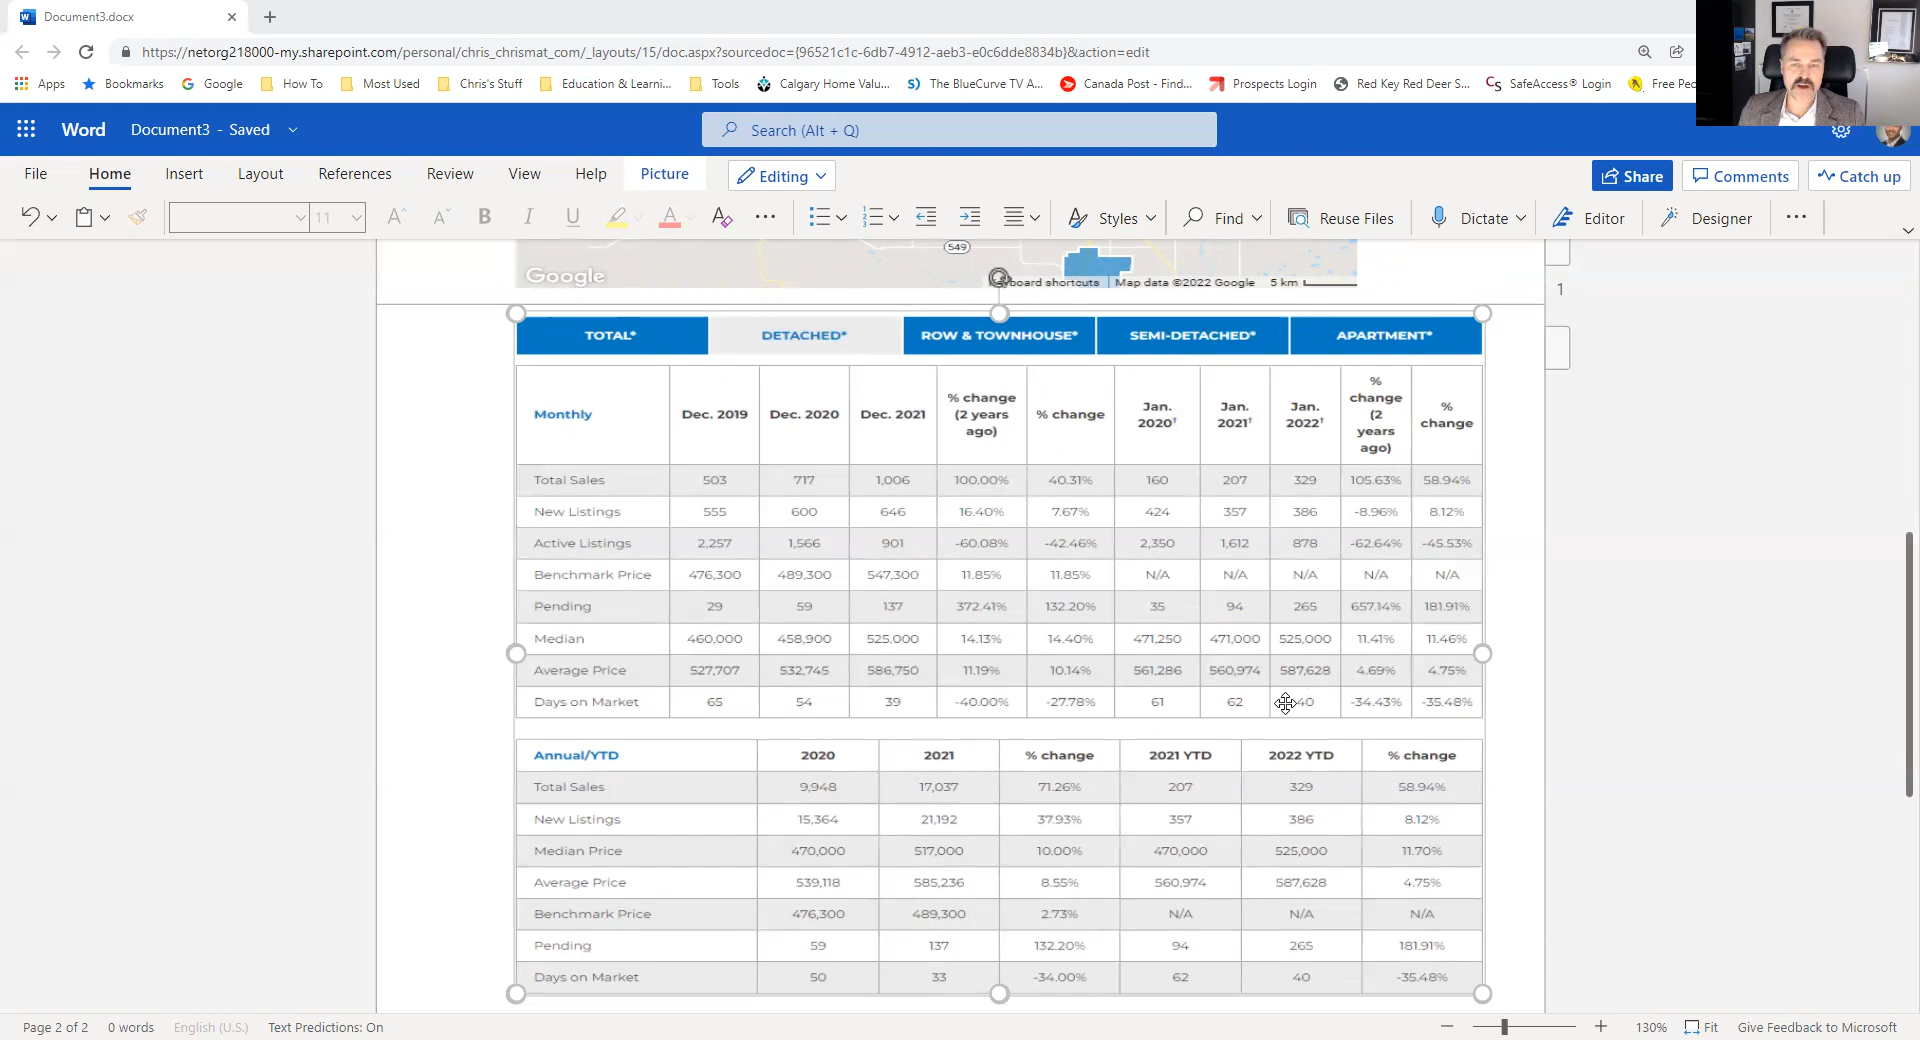 Document3.docx
https://netorg218000-my.sharepoint.com/personal/chris_chrismat_com/_layouts/15/doc.aspx?sourcedoc={96521c1c-6db7-4912-aeb3-e0c6dde8834b}&action=edit
Apps Bookmarks Google How To Most Used Chris's Stuff Education & Learni... Tools Calgary Home Valu... The BlueCurve TV A... Canada Post - Find... Prospects Login Red Key Red Deer S... SafeAccess® Login Free Peo
Word Document3 - Saved Search (Alt + Q)
File Home Insert Layout References Review View Help Picture Editing Share Comments Catch up
11 A A B I U A A ... Styles Find Reuse Files Dictate Editor Designer ...
549
Google
board shortcuts Map data ©2022 Google 5 km
1
TOTAL* DETACHED* ROW & TOWNHOUSE* SEMI-DETACHED* APARTMENT*
Monthly Dec. 2019 Dec. 2020 Dec. 2021 % change (2 years ago) % change Jan. 2020† Jan. 2021† Jan. 2022† % change (2 years ago) % change
Total Sales 503 717 1,006 100.00% 40.31% 160 207 329 105.63% 58.94%
New Listings 555 600 646 16.40% 7.67% 424 357 386 -8.96% 8.12%
Active Listings 2,257 1,566 901 -60.08% -42.46% 2,350 1,612 878 -62.64% -45.53%
Benchmark Price 476,300 489,300 547,300 11.85% 11.85% N/A N/A N/A N/A N/A
Pending 29 59 137 372.41% 132.20% 35 94 265 657.14% 181.91%
Median 460,000 458,900 525,000 14.13% 14.40% 471,250 471,000 525,000 11.41% 11.46%
Average Price 527,707 532,745 586,750 11.19% 10.14% 561,286 560,974 587,628 4.69% 4.75%
Days on Market 65 54 39 -40.00% -27.78% 61 62 40 -34.43% -35.48%
Annual/YTD 2020 2021 % change 2021 YTD 2022 YTD % change
Total Sales 9,948 17,037 71.26% 207 329 58.94%
New Listings 15,364 21,192 37.93% 357 386 8.12%
Median Price 470,000 517,000 10.00% 470,000 525,000 11.70%
Average Price 539,118 585,236 8.55% 560,974 587,628 4.75%
Benchmark Price 476,300 489,300 2.73% N/A N/A N/A
Pending 59 137 132.20% 94 265 181.91%
Days on Market 50 33 -34.00% 62 40 -35.48%
Page 2 of 2 0 words English (U.S.) Text Predictions: On 130% Fit Give Feedback to Microsoft